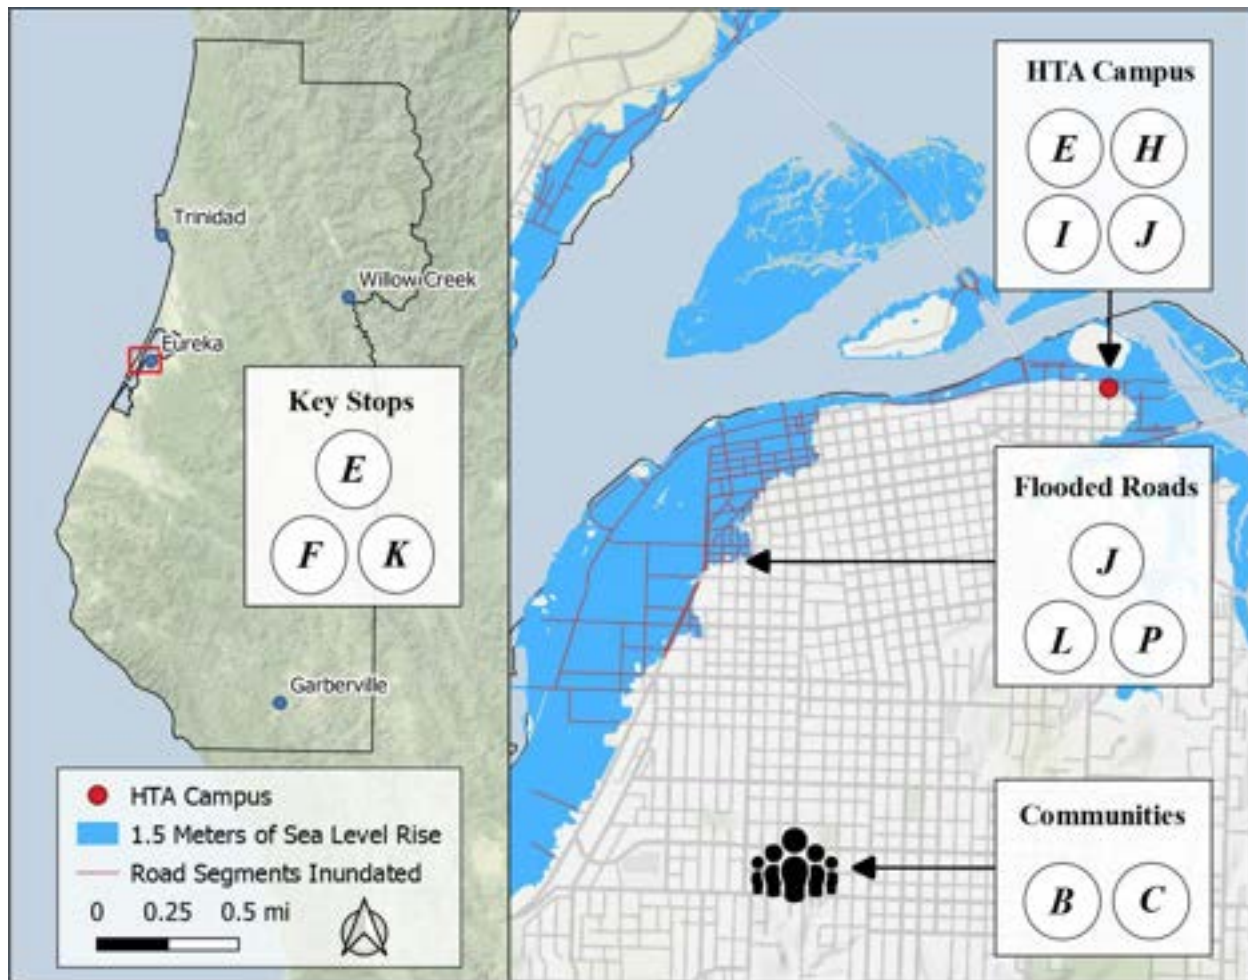 Trinidad
Willow Creek
Eureka
Key Stops
E
F K
Garberville
HTA Campus
1.5 Meters of Sea Level Rise
Road Segments Inundated
0 0.25 0.5 mi
HTA Campus
E H
I J
Flooded Roads
J
L P
Communities
B C